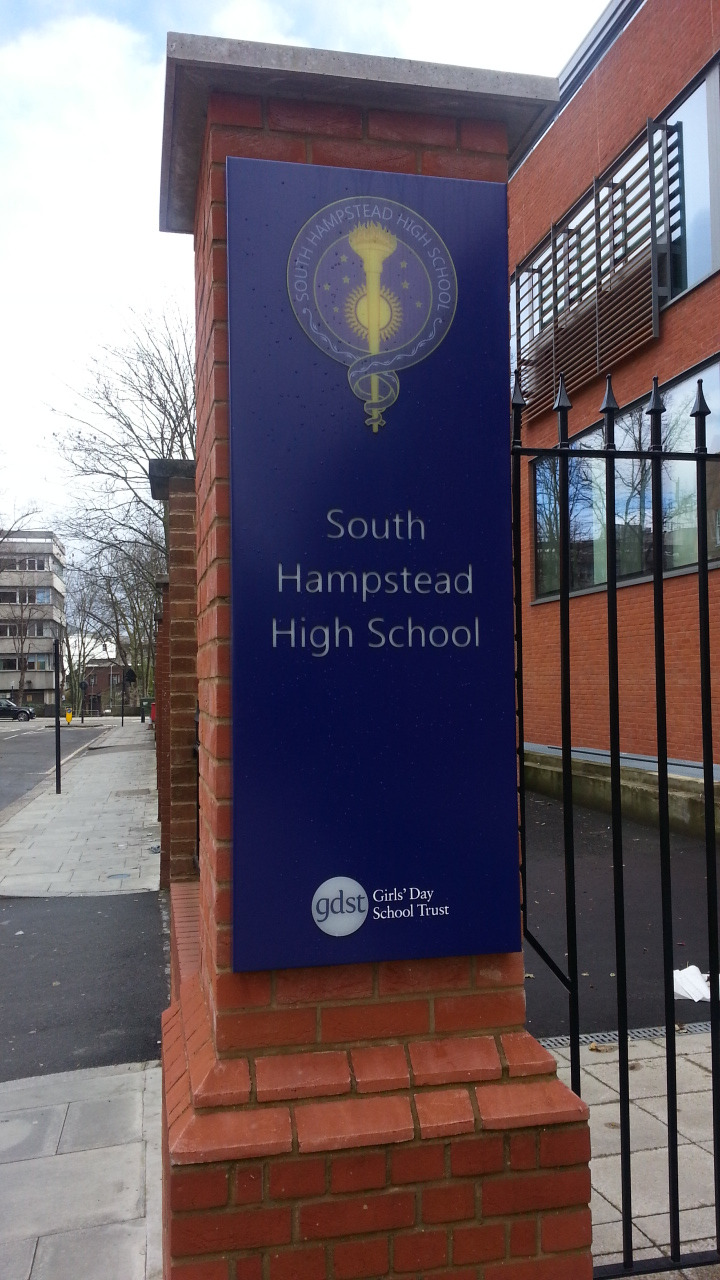 SOUTH HAMPSTEAD HIGH SCHOOL
South
Hampstead
High School
gdst
Girls' Day
School Trust